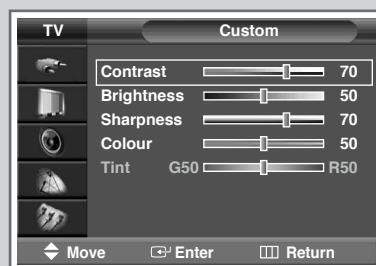 TV Custom
Contrast 70
Brightness 50
Sharpness 70
Colour 50
Tint G50 R50
Move Enter Return